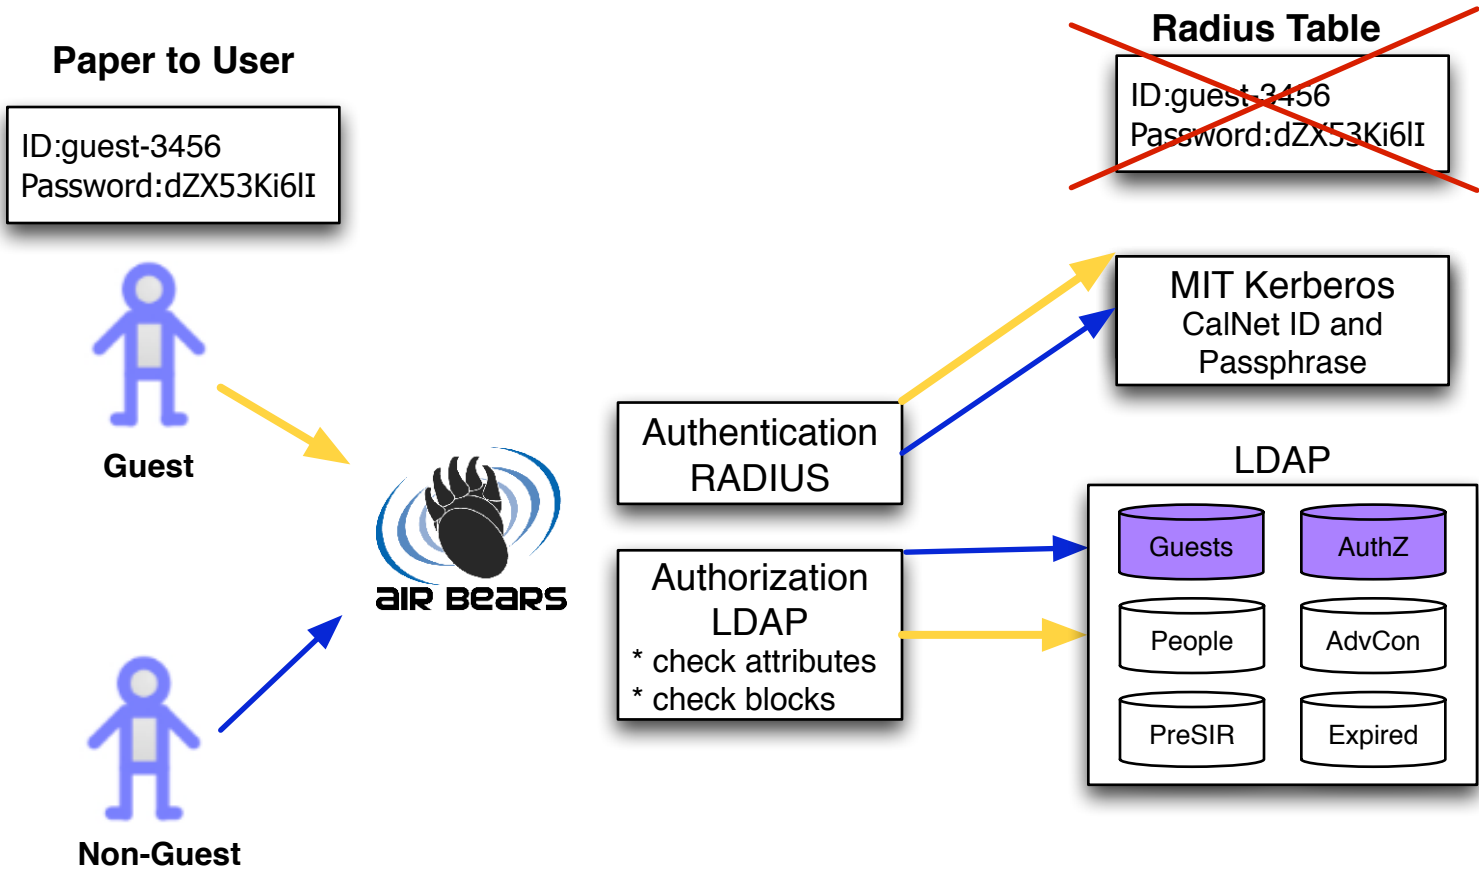 Paper to User
ID:guest-3456
Password:dZX53Ki6lI
Guest
Non-Guest
AIR BEARS
Authentication
RADIUS
Authorization
LDAP
* check attributes
* check blocks
Radius Table
ID:guest-3456
Password:dZX53Ki6lI
MIT Kerberos
CalNet ID and
Passphrase
LDAP
Guests
AuthZ
People
AdvCon
PreSIR
Expired